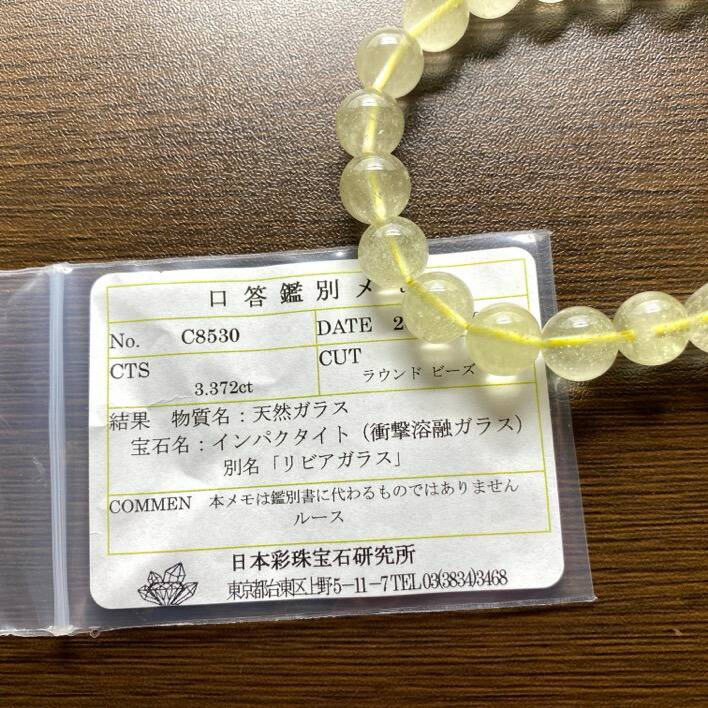 口答鑑別メ
No. C8530
DATE 2
CTS 3.372ct
CUT ラウンド ビーズ
結果 物質名：天然ガラス
宝石名：インパクタイト（衝撃溶融ガラス）
別名「リビアガラス」
COMMEN 本メモは鑑別書に代わるものではありません
ルース
日本彩珠宝石研究所
東京都台東区上野5−11−7 TEL 03(3834)3468